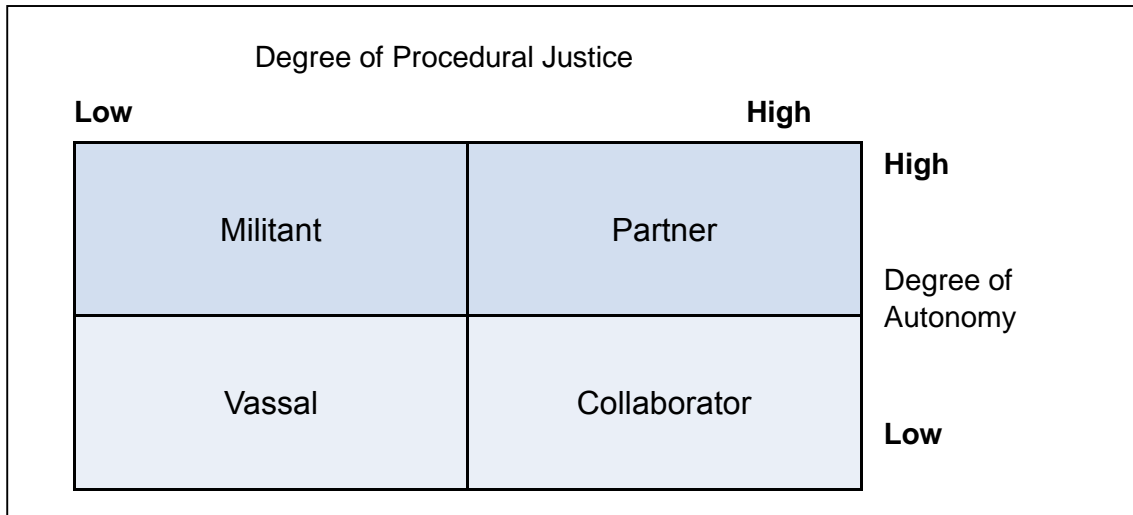 Degree of Procedural Justice
Low High
High
Militant Partner
Degree of
Autonomy
Vassal Collaborator
Low